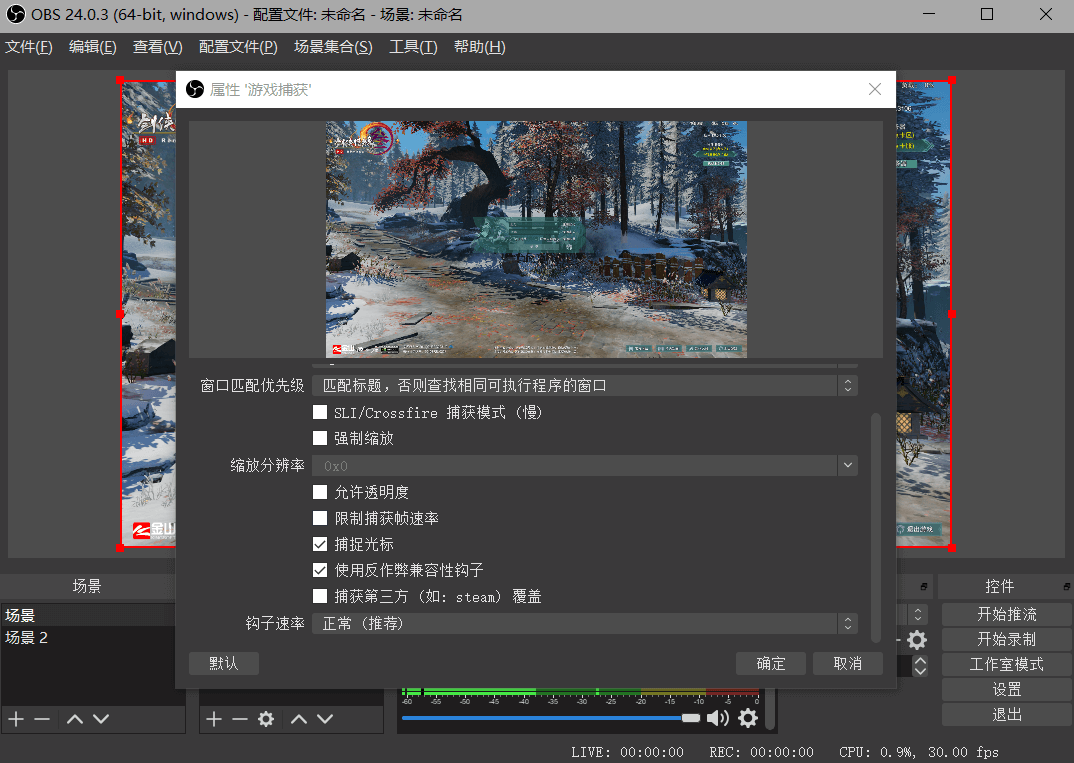 OBS 24.0.3 (64-bit, windows) - 配置文件: 未命名 - 场景: 未命名
文件(F) 编辑(E) 查看(V) 配置文件(P) 场景集合(S) 工具(T) 帮助(H)
属性 '游戏捕获'
窗口匹配优先级 匹配标题，否则查找相同可执行程序的窗口
SLI/Crossfire 捕获模式 (慢)
强制缩放
缩放分辨率 0x0
允许透明度
限制捕获帧速率
捕捉光标
使用反作弊兼容性钩子
捕获第三方 (如: steam) 覆盖
钩子速率 正常 (推荐)
默认 确定 取消
剑侠
HD
金山
退出游戏
场景
场景
场景 2
控件
开始推流
开始录制
工作室模式
设置
退出
-60 -55 -50 -45 -40 -35 -30 -25 -20 -15 -10 -5 0
LIVE: 00:00:00 REC: 00:00:00 CPU: 0.9%, 30.00 fps